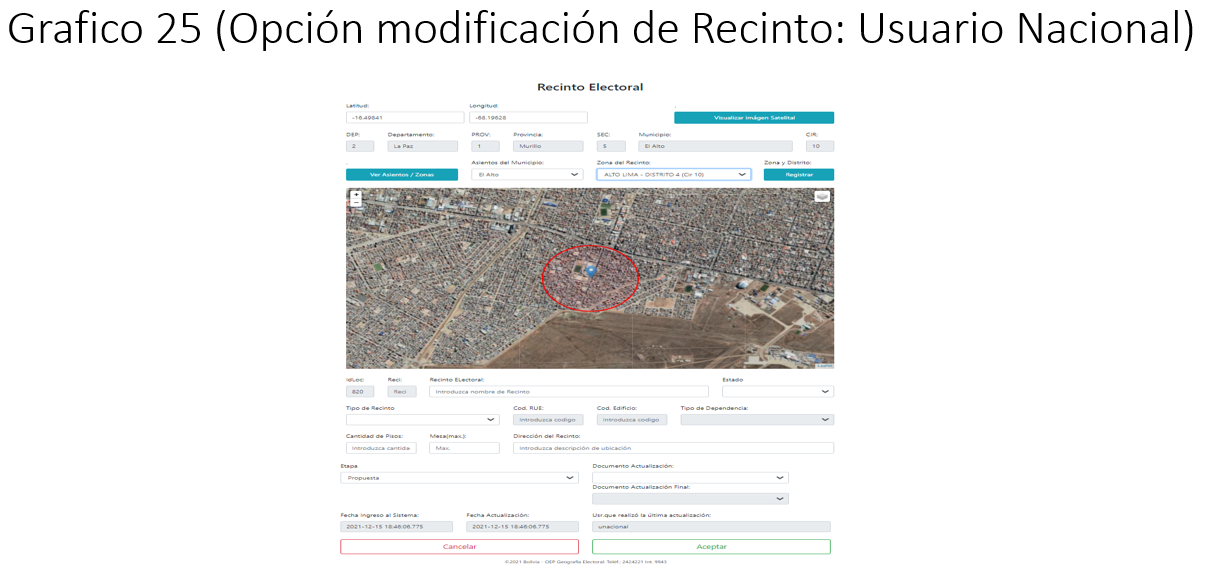 Grafico 25 (Opción modificación de Recinto: Usuario Nacional)
Recinto Electoral
Latitud: Longitud: .
-16.49841 -68.19628 Visualizar imágen Satelital
DEP: Departamento: PROV: Provincia: SEC: Municipio: CIR:
2 La Paz 1 Murillo 5 El Alto 10
. Asientos del Municipio: Zona del Recinto: Zona y Distrito:
Ver Asientos / Zonas El Alto ALTO LIMA - DISTRITO 4 (Cir 10) Registrar
+
−
Leaflet
IdLoc: Reci: Recinto ELectoral: Estado
820 Reci Introduzca nombre de Recinto
Tipo de Recinto Cod. RUE: Cod. Edificio: Tipo de Dependencia:
Introduzca codigo Introduzca codigo
Cantidad de Pisos: Mesa(max.): Dirección del Recinto:
Introduzca cantida Max. Introduzca descripción de ubicación
Etapa Documento Actualización:
Propuesta
Documento Actualización Final:
Fecha Ingreso al Sistema: Fecha Actualización: Usr.que realizó la última actualización:
2021-12-15 18:48:06.775 2021-12-15 18:48:06.775 unacional
Cancelar Aceptar
©2021 Bolivia - OEP Geografía Electoral: Teléf.: 2424221 Int. 9943